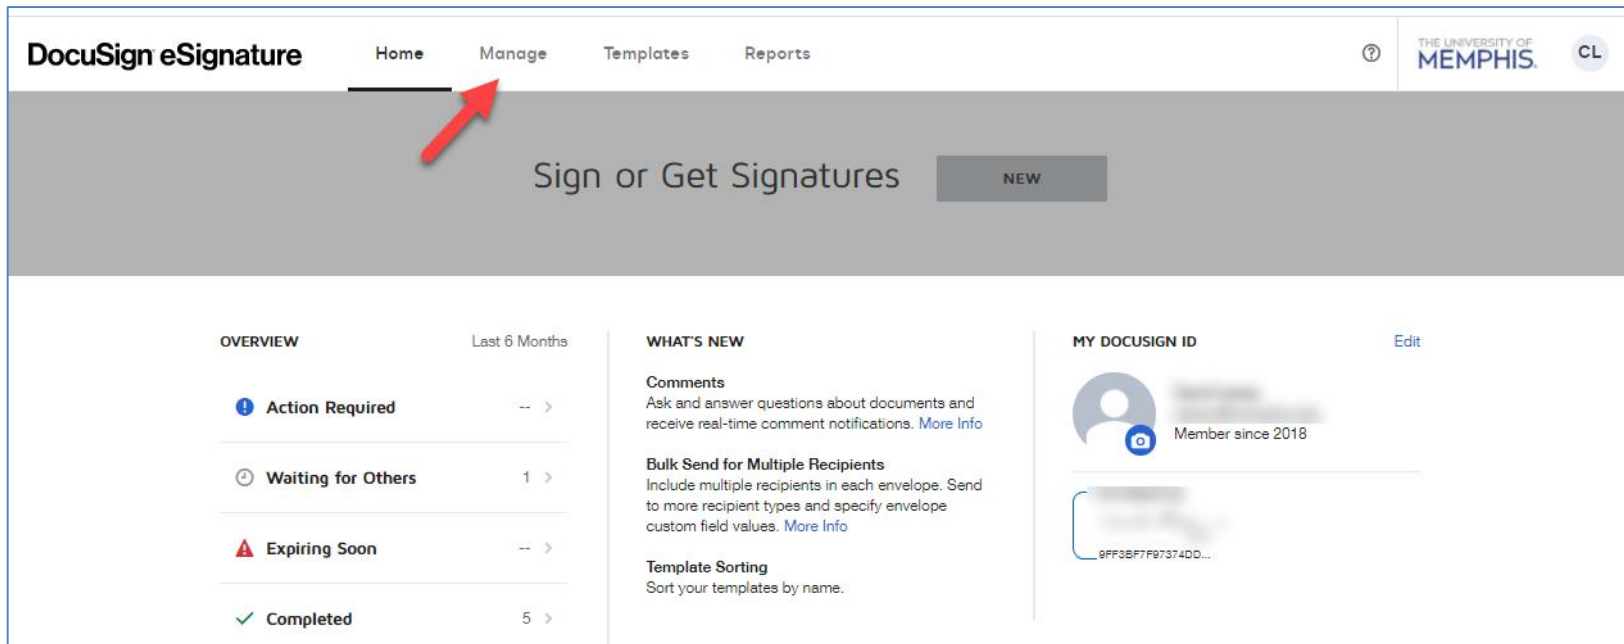 DocuSign eSignature
Home
Manage
Templates
Reports
THE UNIVERSITY OF
MEMPHIS.
CL
Sign or Get Signatures
NEW
OVERVIEW
Last 6 Months
Action Required
--
Waiting for Others
1
Expiring Soon
--
Completed
5
WHAT'S NEW
Comments
Ask and answer questions about documents and
receive real-time comment notifications. More Info
Bulk Send for Multiple Recipients
Include multiple recipients in each envelope. Send
to more recipient types and specify envelope
custom field values. More Info
Template Sorting
Sort your templates by name.
MY DOCUSIGN ID
Edit
Member since 2018
9FF3BF7F97374DD...